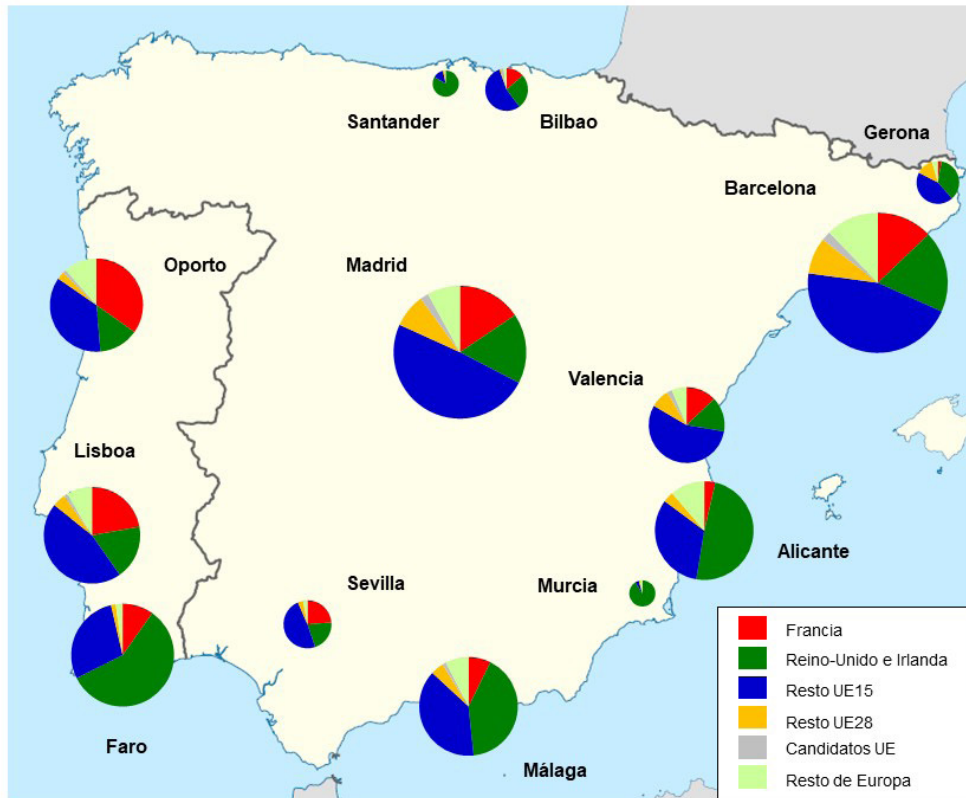 Santander
Bilbao
Gerona
Barcelona
Oporto
Madrid
Valencia
Lisboa
Alicante
Sevilla
Murcia
Faro
Málaga
Francia
Reino-Unido e Irlanda
Resto UE15
Resto UE28
Candidatos UE
Resto de Europa